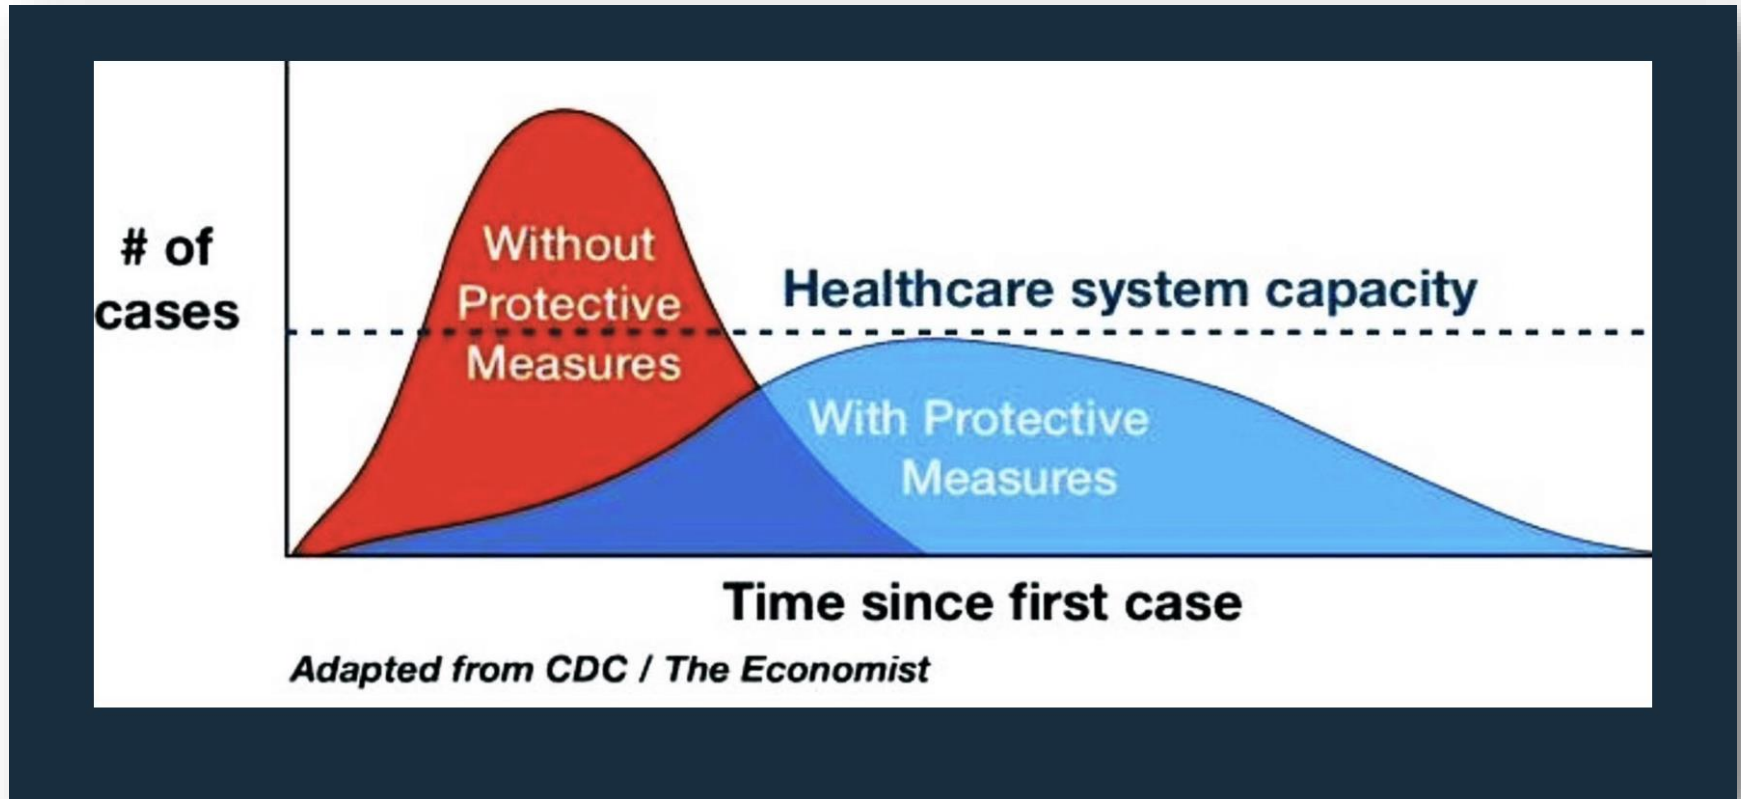 # of
cases
Without
Protective
Measures
Healthcare system capacity
With Protective
Measures
Time since first case
Adapted from CDC / The Economist